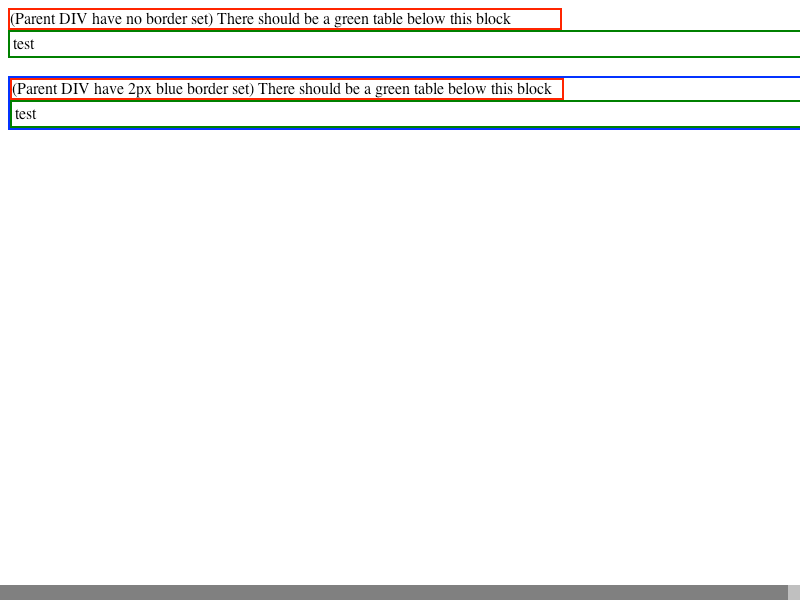 (Parent DIV have no border set) There should be a green table below this block
test
(Parent DIV have 2px blue border set) There should be a green table below this block
test